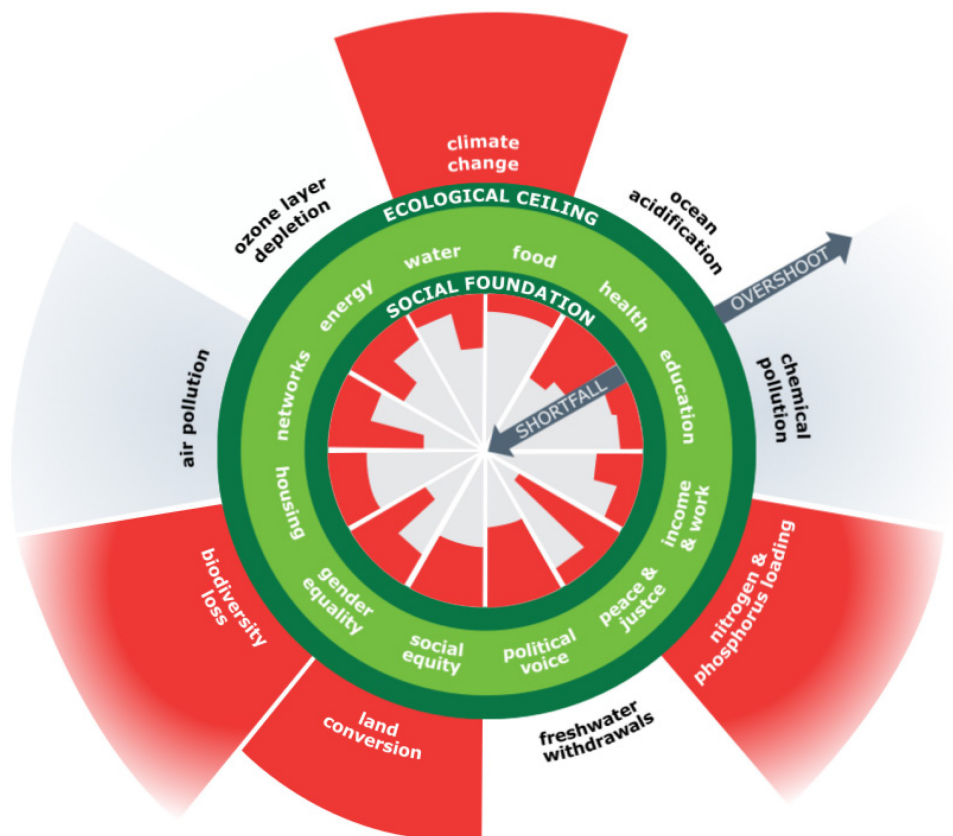 climate
change
ozone layer
depletion
ocean
acidification
ECOLOGICAL CEILING
OVERSHOOT
water
food
energy
health
SOCIAL FOUNDATION
networks
education
SHORTFALL
air pollution
chemical
pollution
housing
income
& work
biodiversity
loss
gender
equality
peace &
justce
nitrogen &
phosphorus loading
social
equity
political
voice
land
conversion
freshwater
withdrawals